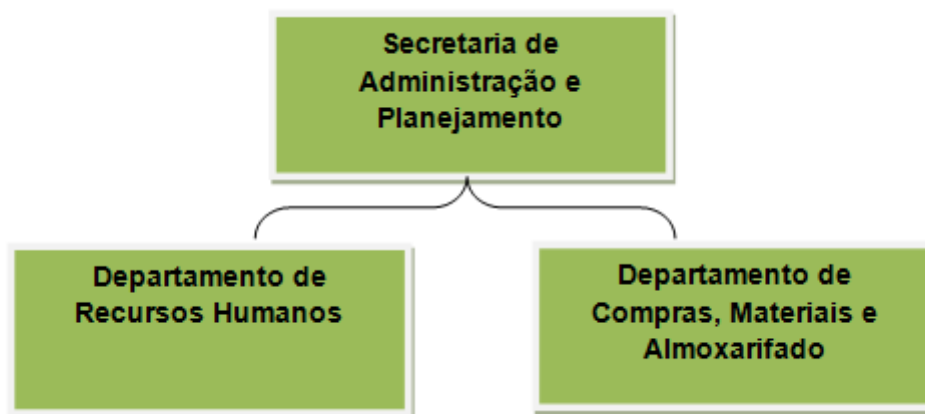 Secretaria de
Administração e
Planejamento
Departamento de
Recursos Humanos
Departamento de
Compras, Materiais e
Almoxarifado